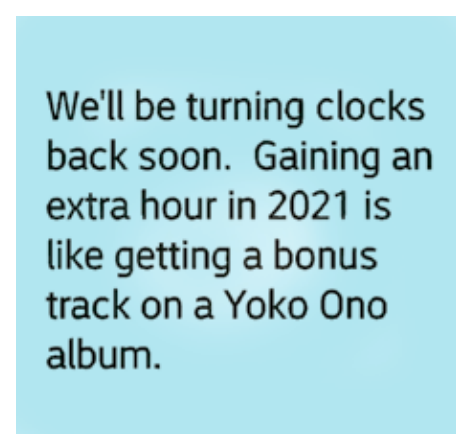 We'll be turning clocks
back soon.  Gaining an
extra hour in 2021 is
like getting a bonus
track on a Yoko Ono
album.